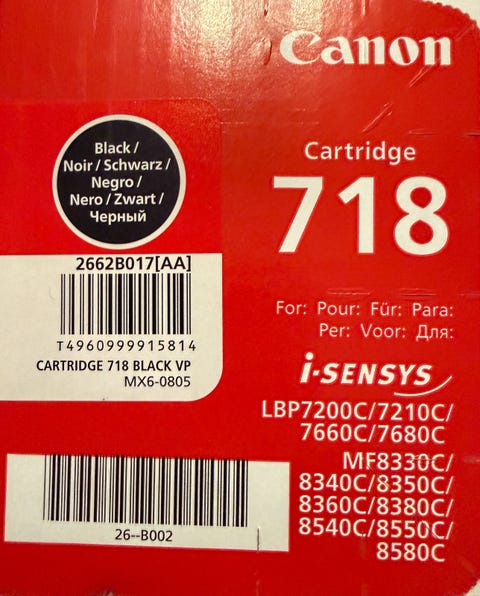 Canon
Cartridge
718
Black /
Noir / Schwarz /
Negro /
Nero / Zwart /
Черный
2662B017[AA]
T4960999915814
CARTRIDGE 718 BLACK VP
MX6-0805
For: Pour: Für: Para:
Per: Voor: Для:
i-SENSYS
LBP7200C/7210C/
7660C/7680C
MF8330C/
8340C/8350C/
8360C/8380C/
8540C/8550C/
8580C
26--B002